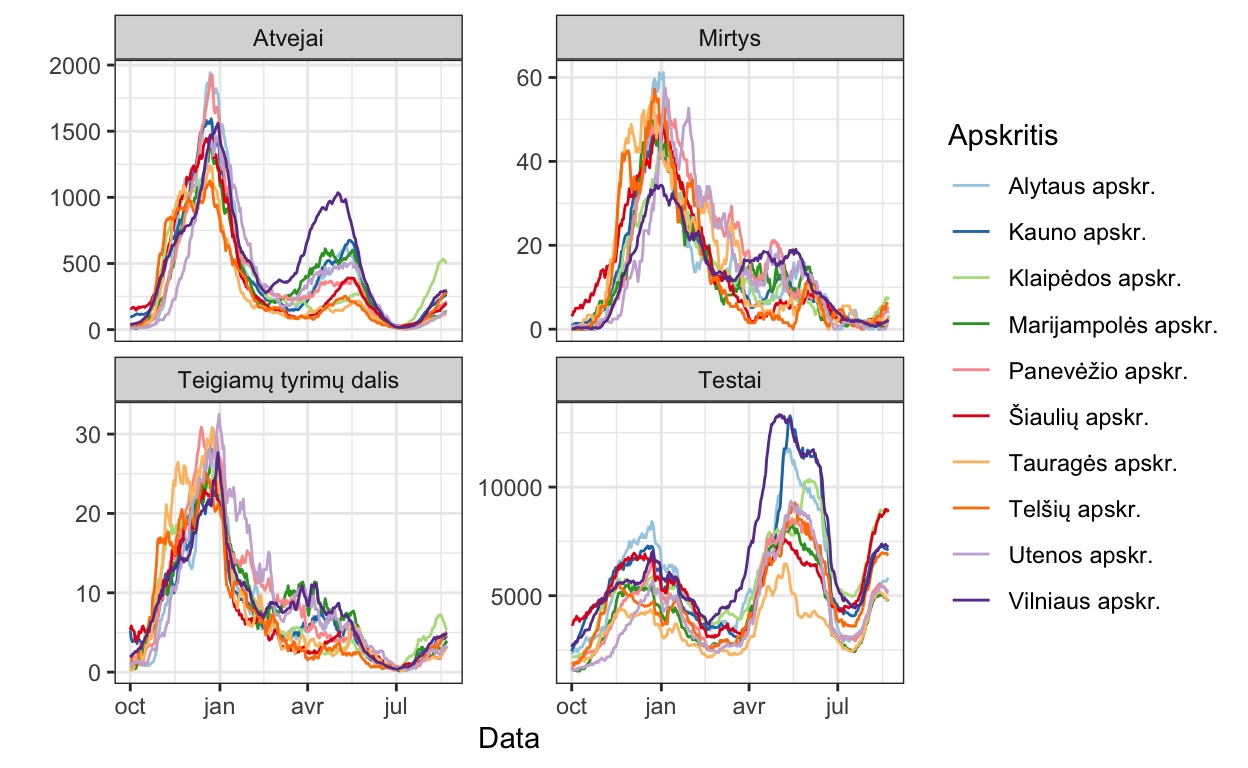 Atvejai
Mirtys
2000
1500
1000
500
0
60
40
20
0
Teigiamų tyrimų dalis
Testai
30
20
10
0
10000
5000
oct jan avr jul
oct jan avr jul
Data
Apskritis
Alytaus apskr.
Kauno apskr.
Klaipėdos apskr.
Marijampolės apskr.
Panevėžio apskr.
Šiaulių apskr.
Tauragės apskr.
Telšių apskr.
Utenos apskr.
Vilniaus apskr.